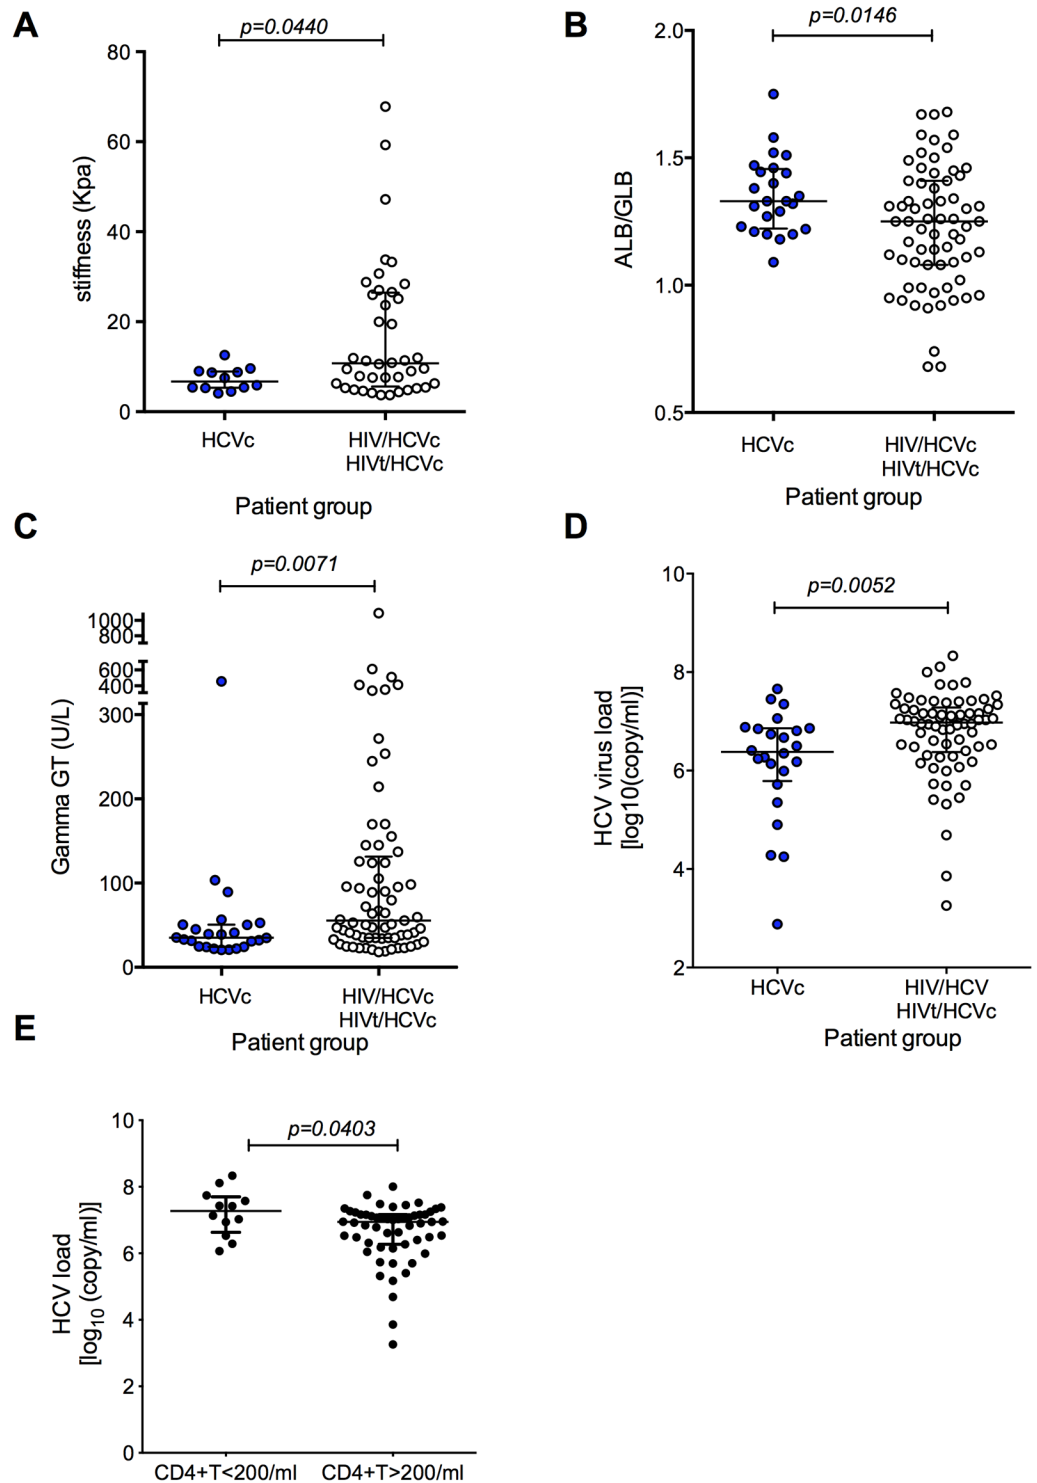 A
p=0.0440
80
60
40
20
0
stiffness (Kpa)
HCVc
HIV/HCVc
HIVt/HCVc
Patient group
B
p=0.0146
2.0
1.5
1.0
0.5
ALB/GLB
HCVc
HIV/HCVc
HIVt/HCVc
Patient group
C
p=0.0071
1000
800
600
400
300
200
100
0
Gamma GT (U/L)
HCVc
HIV/HCVc
HIVt/HCVc
Patient group
D
p=0.0052
10
8
6
4
2
HCV virus load
[log10(copy/ml)]
HCVc
HIV/HCV
HIVt/HCVc
Patient group
E
p=0.0403
10
8
6
4
2
0
HCV load
[log10 (copy/ml)]
CD4+T<200/ml
CD4+T>200/ml